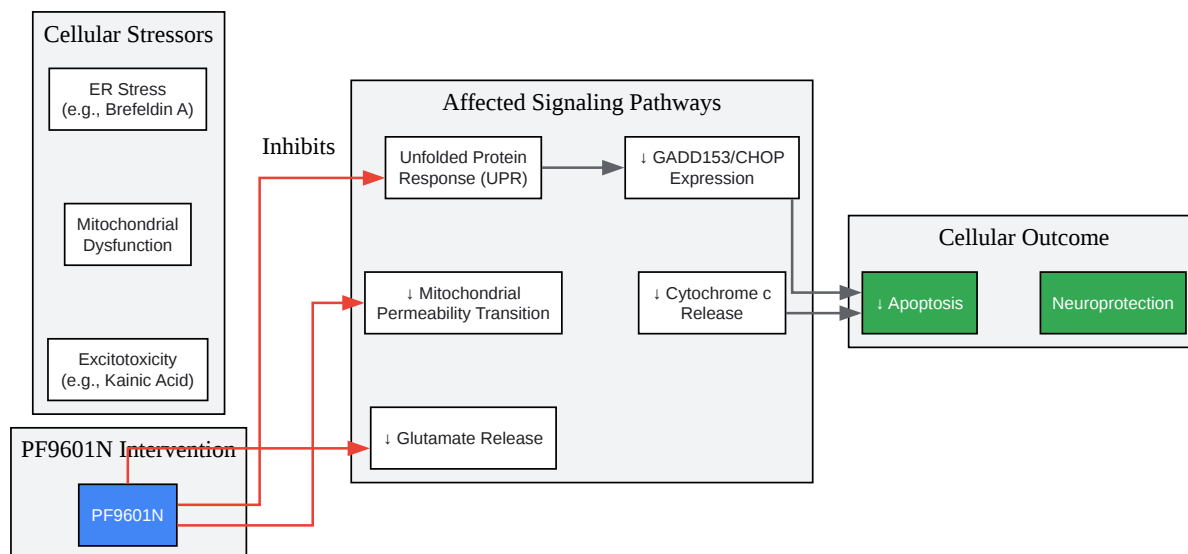 Cellular Stressors
ER Stress
(e.g., Brefeldin A)
Mitochondrial
Dysfunction
Excitotoxicity
(e.g., Kainic Acid)
PF9601N Intervention
PF9601N
Inhibits
Affected Signaling Pathways
Unfolded Protein
Response (UPR)
↓ GADD153/CHOP
Expression
↓ Mitochondrial
Permeability Transition
↓ Cytochrome c
Release
↓ Glutamate Release
Cellular Outcome
↓ Apoptosis
Neuroprotection